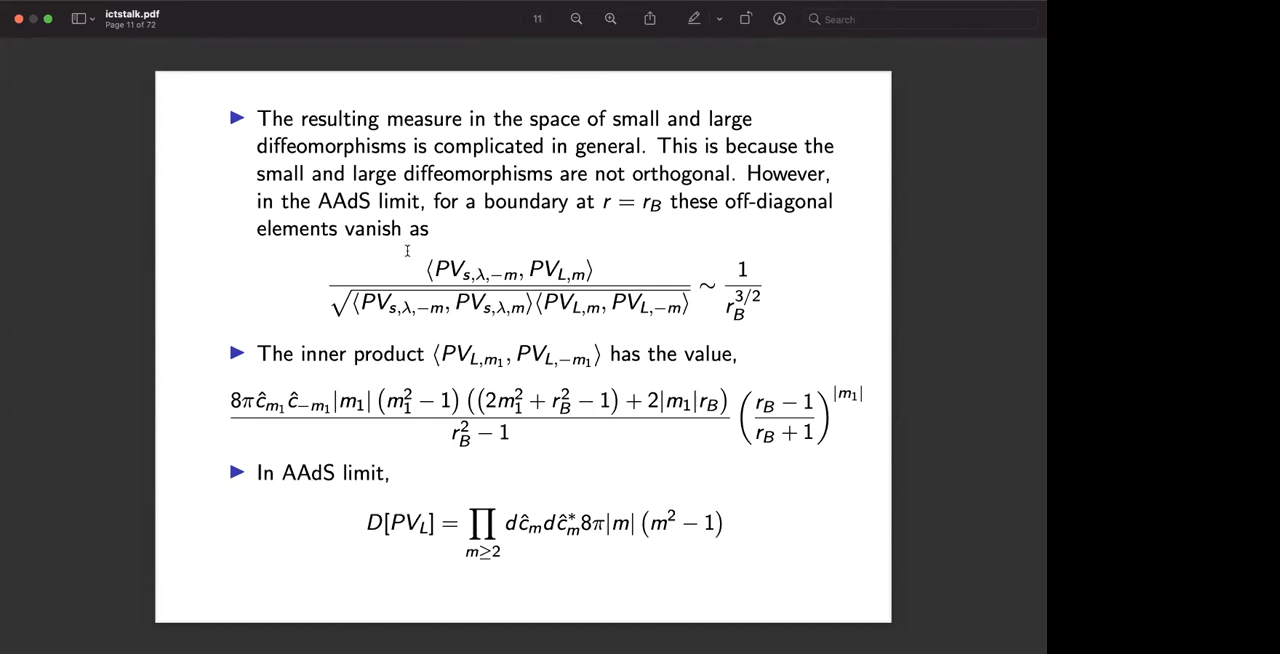 ictstalk.pdf
Page 11 of 72
11
Search
▶ The resulting measure in the space of small and large
diffeomorphisms is complicated in general. This is because the
small and large diffeomorphisms are not orthogonal. However,
in the AAdS limit, for a boundary at r = r_B these off-diagonal
elements vanish as
⟨PV_{s,λ,−m}, PV_{L,m}⟩ / √(⟨PV_{s,λ,−m}, PV_{s,λ,m}⟩⟨PV_{L,m}, PV_{L,−m}⟩) ∼ 1 / r_B^{3/2}
▶ The inner product ⟨PV_{L,m_1}, PV_{L,−m_1}⟩ has the value,
8πĉ_{m_1}ĉ_{−m_1}|m_1| (m_1^2 − 1) ((2m_1^2 + r_B^2 − 1) + 2|m_1|r_B) / (r_B^2 − 1) ((r_B − 1) / (r_B + 1))^{|m_1|}
▶ In AAdS limit,
D[PV_L] = ∏_{m≥2} dĉ_m dĉ_m^* 8π|m| (m^2 − 1)